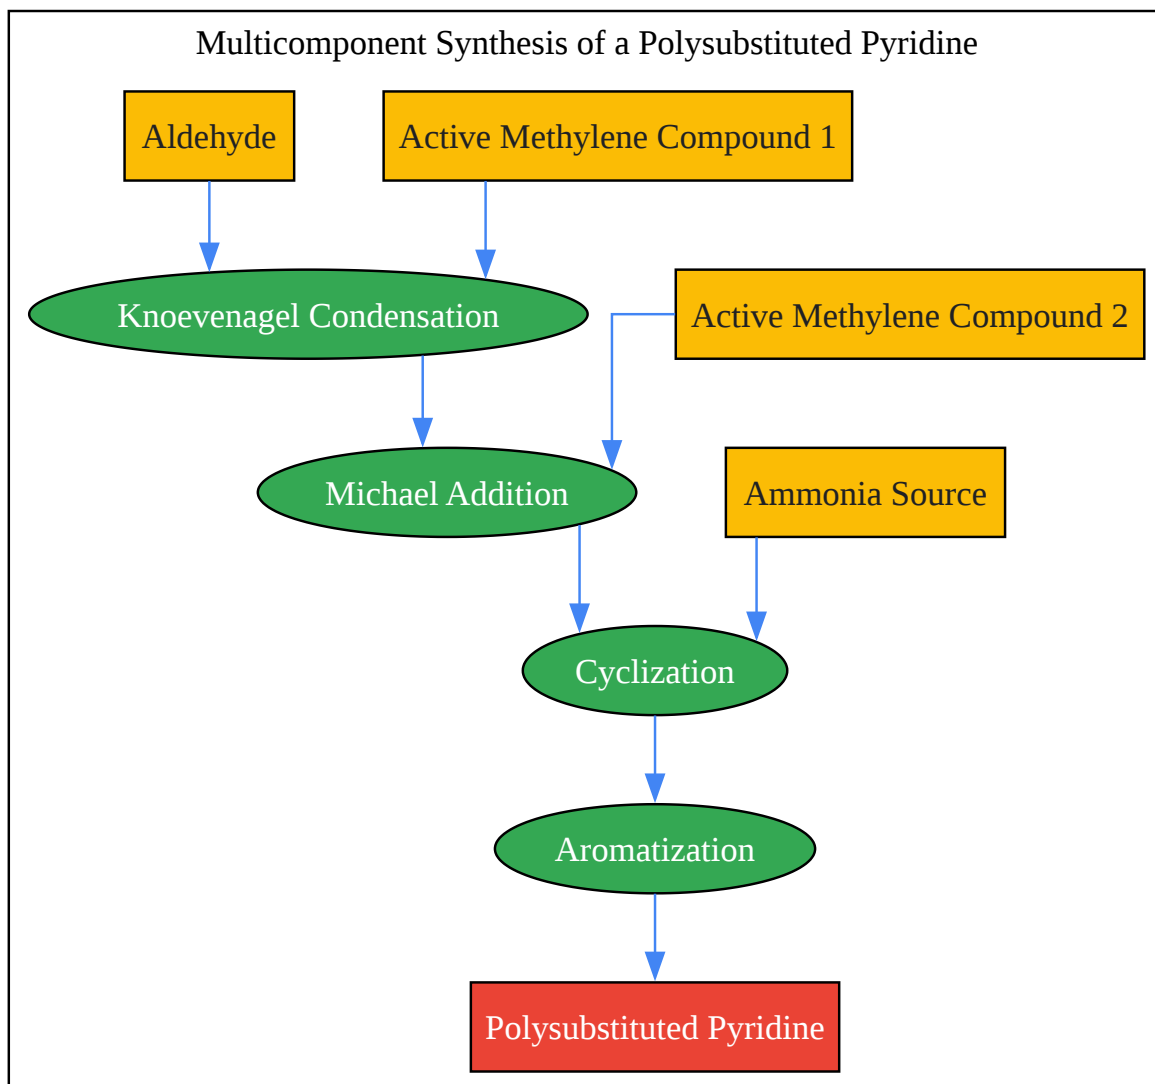 Multicomponent Synthesis of a Polysubstituted Pyridine
Aldehyde
Active Methylene Compound 1
Knoevenagel Condensation
Active Methylene Compound 2
Michael Addition
Ammonia Source
Cyclization
Aromatization
Polysubstituted Pyridine